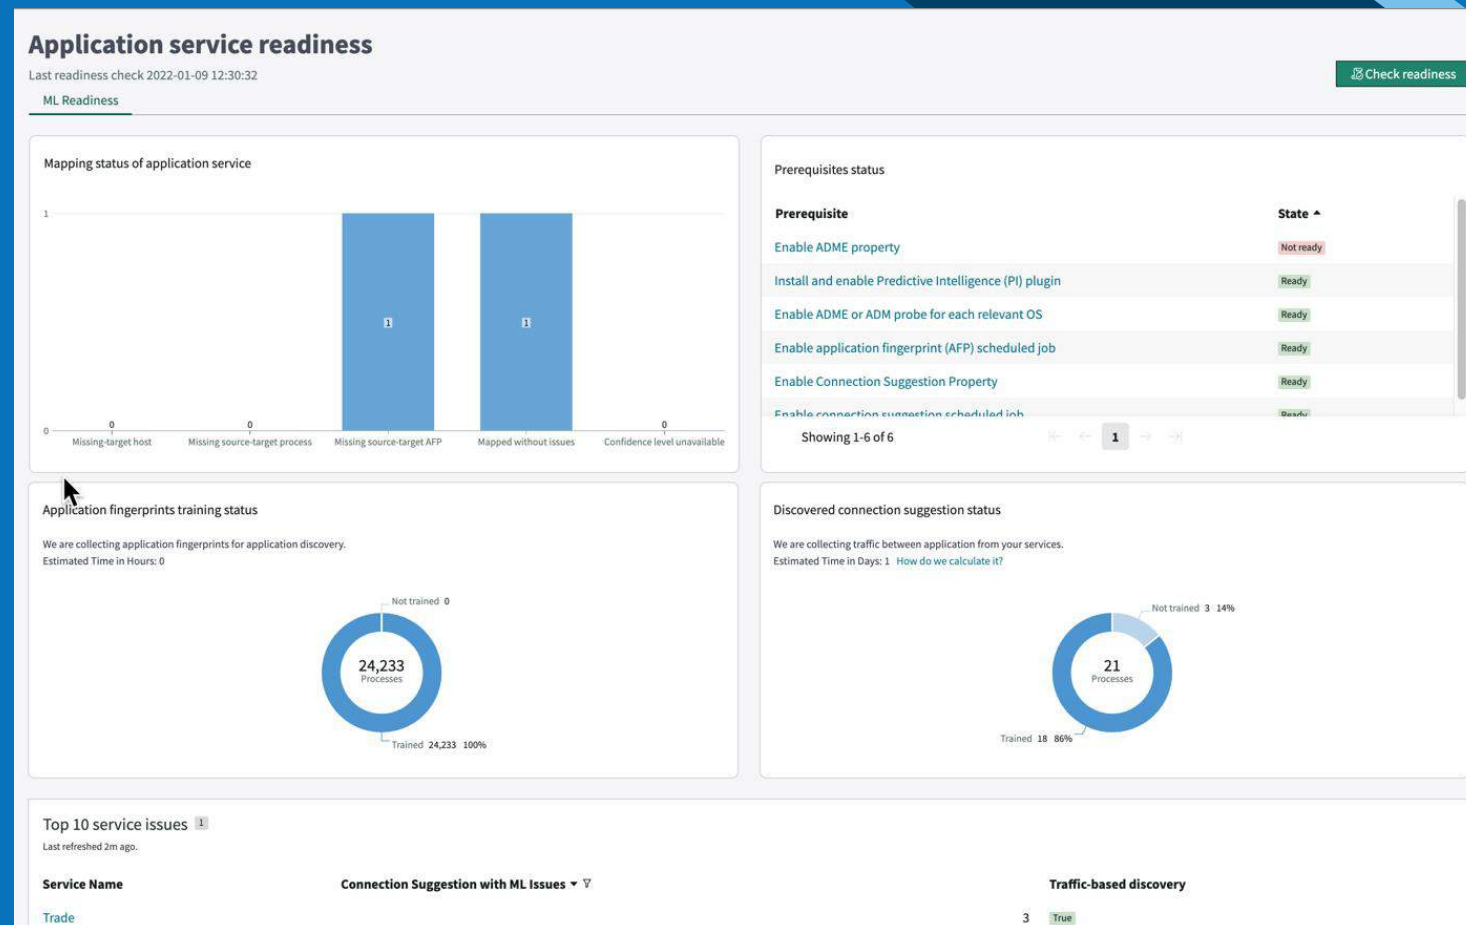 Application service readiness
Last readiness check 2022-01-09 12:30:32
Check readiness
ML Readiness
Mapping status of application service
1
1
1
0
0
0
0
Missing-target host
Missing source-target process
Missing source-target AFP
Mapped without issues
Confidence level unavailable
Prerequisites status
Prerequisite State
Enable ADME property Not ready
Install and enable Predictive Intelligence (PI) plugin Ready
Enable ADME or ADM probe for each relevant OS Ready
Enable application fingerprint (AFP) scheduled job Ready
Enable Connection Suggestion Property Ready
Enable connection suggestion scheduled job Ready
Showing 1-6 of 6 1
Application fingerprints training status
We are collecting application fingerprints for application discovery.
Estimated Time in Hours: 0
Not trained 0
24,233
Processes
Trained 24,233 100%
Discovered connection suggestion status
We are collecting traffic between application from your services.
Estimated Time in Days: 1 How do we calculate it?
Not trained 3 14%
21
Processes
Trained 18 86%
Top 10 service issues 1
Last refreshed 2m ago.
Service Name Connection Suggestion with ML Issues Traffic-based discovery
Trade 3 True